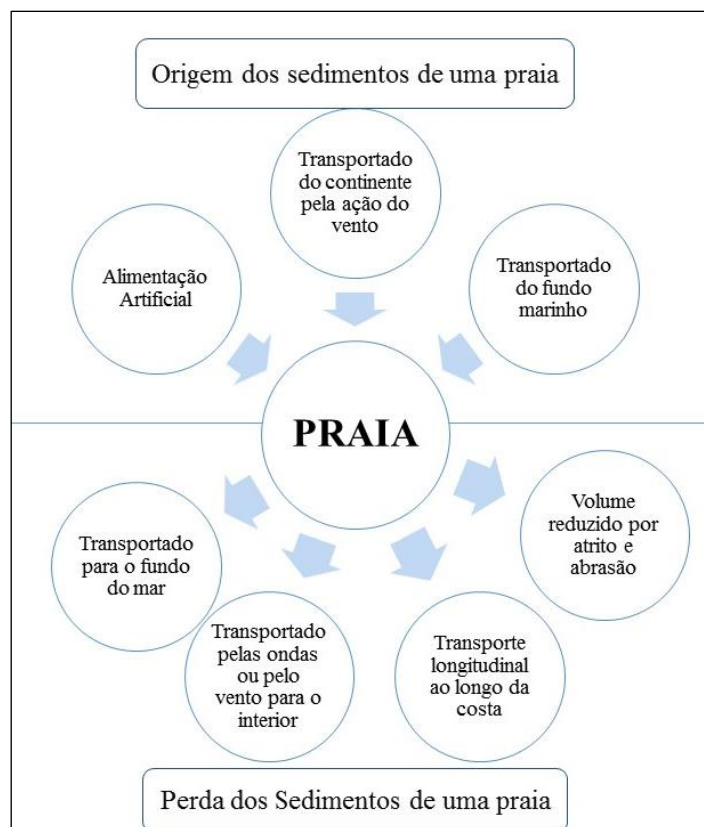 Origem dos sedimentos de uma praia
Transportado
do continente
pela ação do
vento
Alimentação
Artificial
Transportado
do fundo
marinho
PRAIA
Volume
reduzido por
atrito e
abrasão
Transportado
para o fundo
do mar
Transportado
pelas ondas
ou pelo
vento para o
interior
Transporte
longitudinal
ao longo da
costa
Perda dos Sedimentos de uma praia